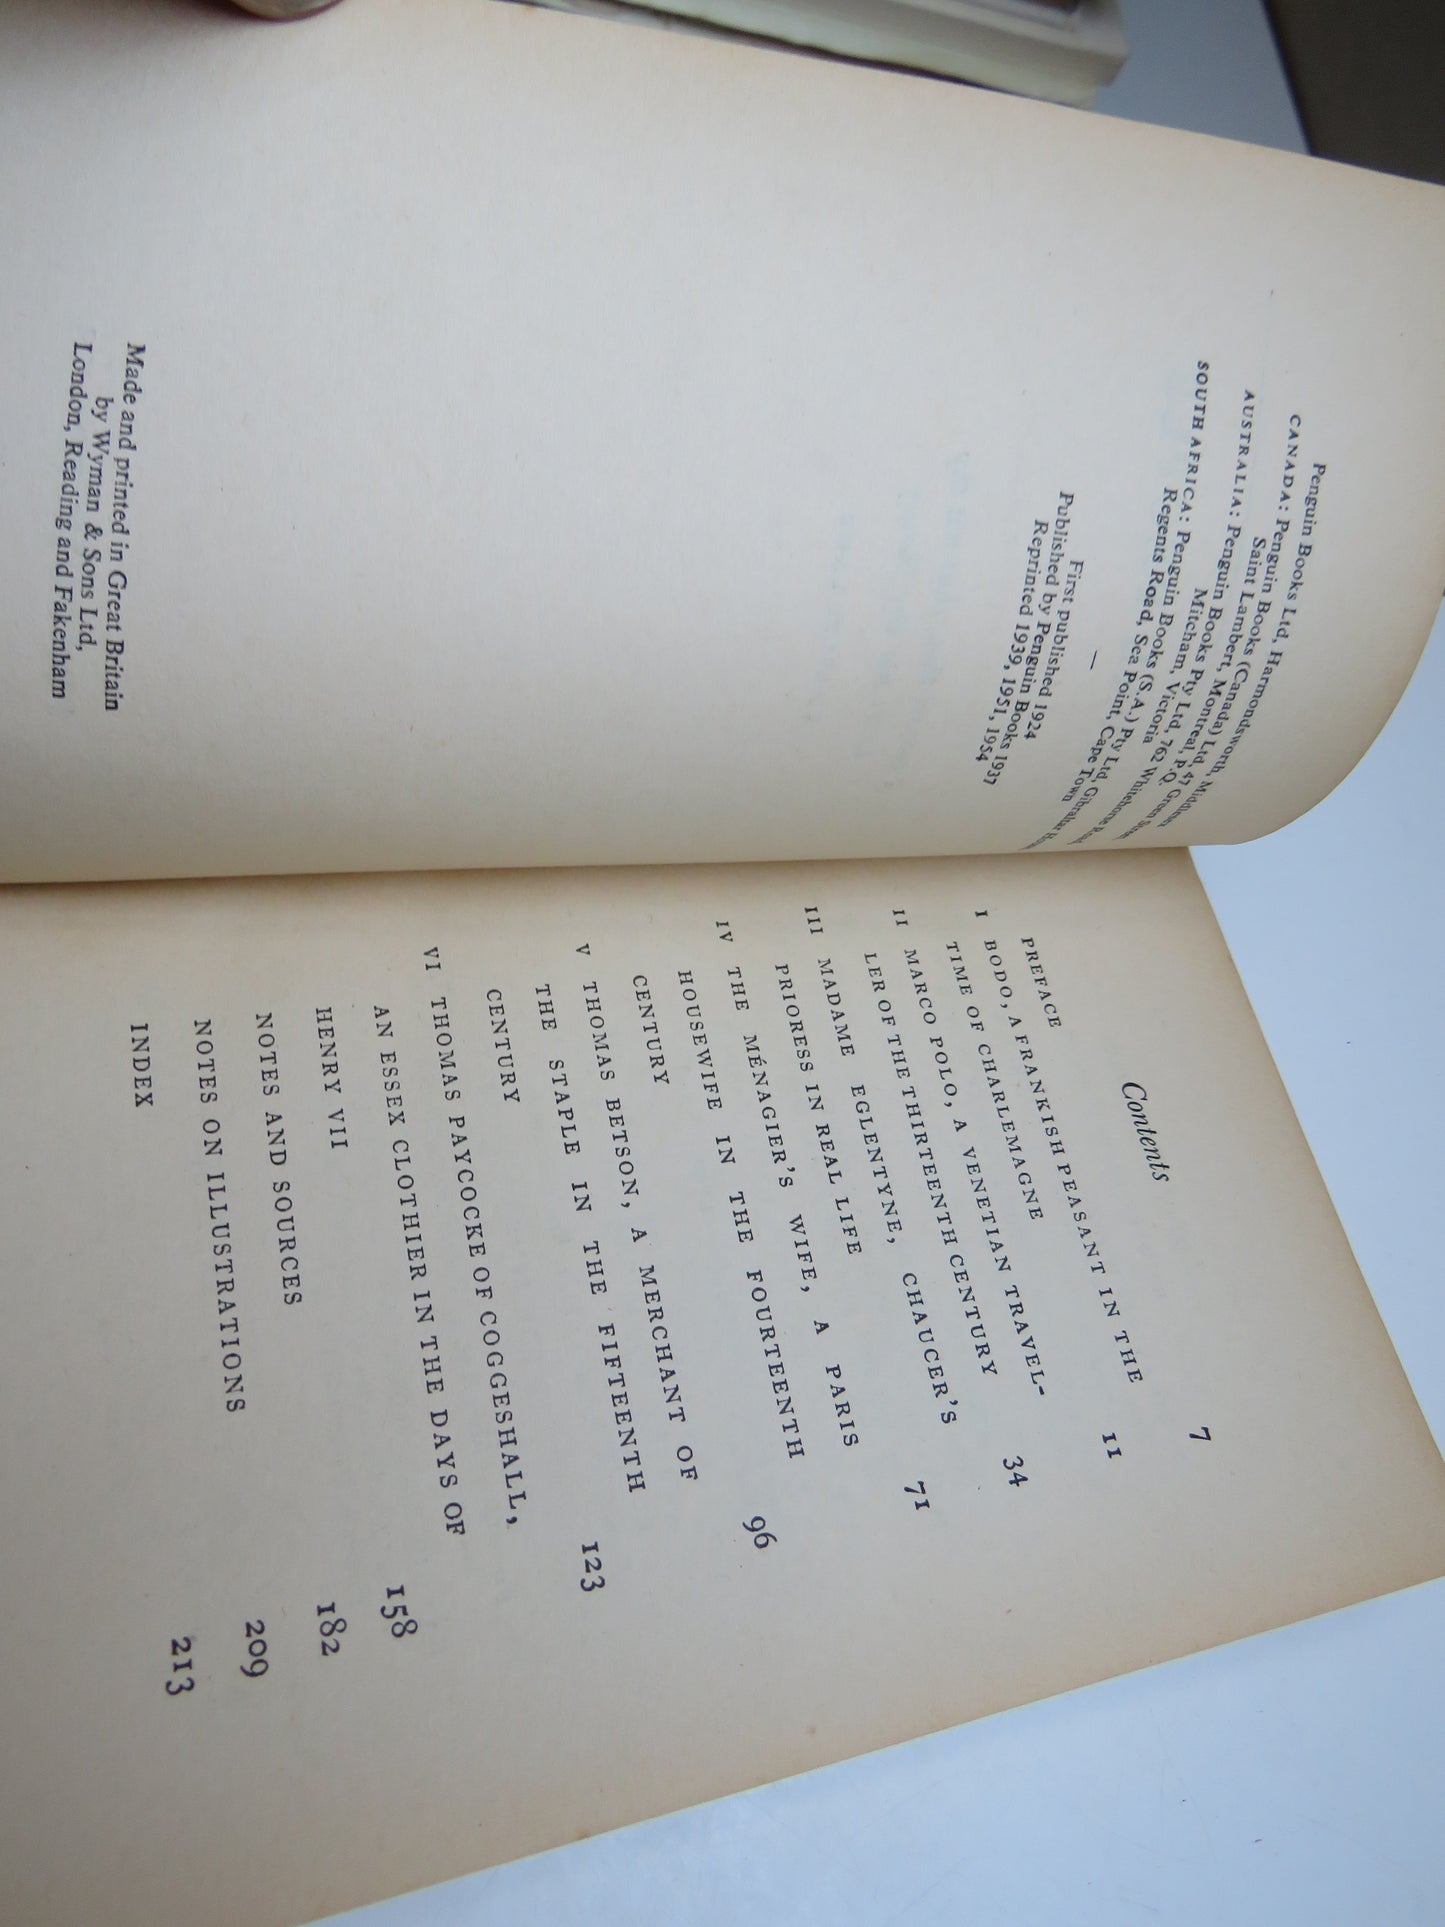 Penguin Books Ltd, Harmondsworth,
CANADA: Penguin Books (Canada) Ltd, 47
Saint Lambert, Montreal, P.Q.
AUSTRALIA: Penguin Books Pty Ltd, 762 Whitehorse
Mitcham, Victoria
SOUTH AFRICA: Penguin Books (S.A.) Pty Ltd, Gibraltar
Regents Road, Sea Point, Cape Town
—
First published 1924
Published by Penguin Books 1937
Reprinted 1939, 1951, 1954
Made and printed in Great Britain
by Wyman & Sons Ltd,
London, Reading and Fakenham
Contents
PREFACE 7
I BODO, A FRANKISH PEASANT IN THE
TIME OF CHARLEMAGNE 11
II MARCO POLO, A VENETIAN TRAVEL-
LER OF THE THIRTEENTH CENTURY 34
III MADAME EGLENTYNE, CHAUCER'S
PRIORESS IN REAL LIFE 71
IV THE MÉNAGIER'S WIFE, A PARIS
HOUSEWIFE IN THE FOURTEENTH
CENTURY 96
V THOMAS BETSON, A MERCHANT OF
THE STAPLE IN THE FIFTEENTH
CENTURY 123
VI THOMAS PAYCOCKE OF COGGESHALL,
AN ESSEX CLOTHIER IN THE DAYS OF
HENRY VII 158
NOTES AND SOURCES 182
NOTES ON ILLUSTRATIONS 209
INDEX 213